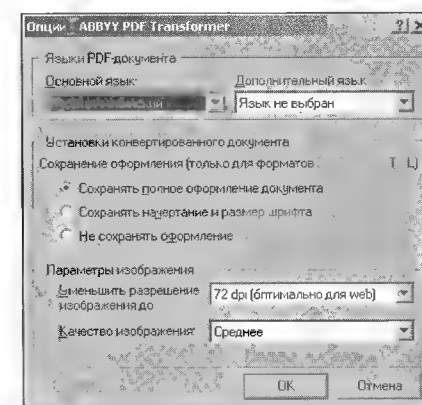 Опции ABBYY PDF Transformer
Языки PDF-документа
Основной язык: Дополнительный язык
Язык не выбран
Установки конвертированного документа
Сохранение оформления (только для форматов
Сохранять полное оформление документа
Сохранять начертание и размер шрифта
Не сохранять оформление
Параметры изображения
Уменьшить разрешение
изображения до 72 dpi (оптимально для web)
Качество изображения: Среднее
OK Отмена